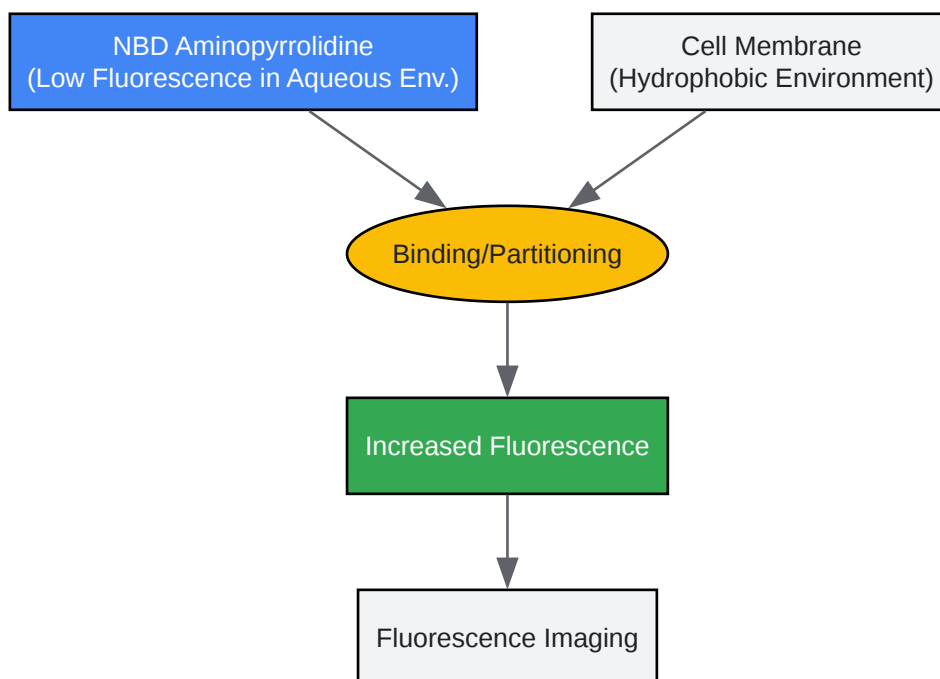 NBD Aminopyrrolidine
(Low Fluorescence in Aqueous Env.)
Cell Membrane
(Hydrophobic Environment)
Binding/Partitioning
Increased Fluorescence
Fluorescence Imaging